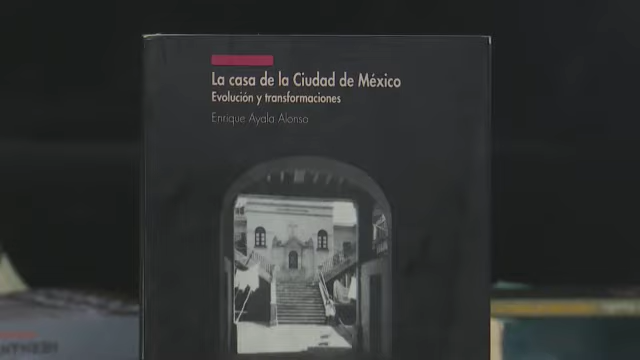 La casa de la Ciudad de México
Evolución y transformaciones
Enrique Ayala Alonso